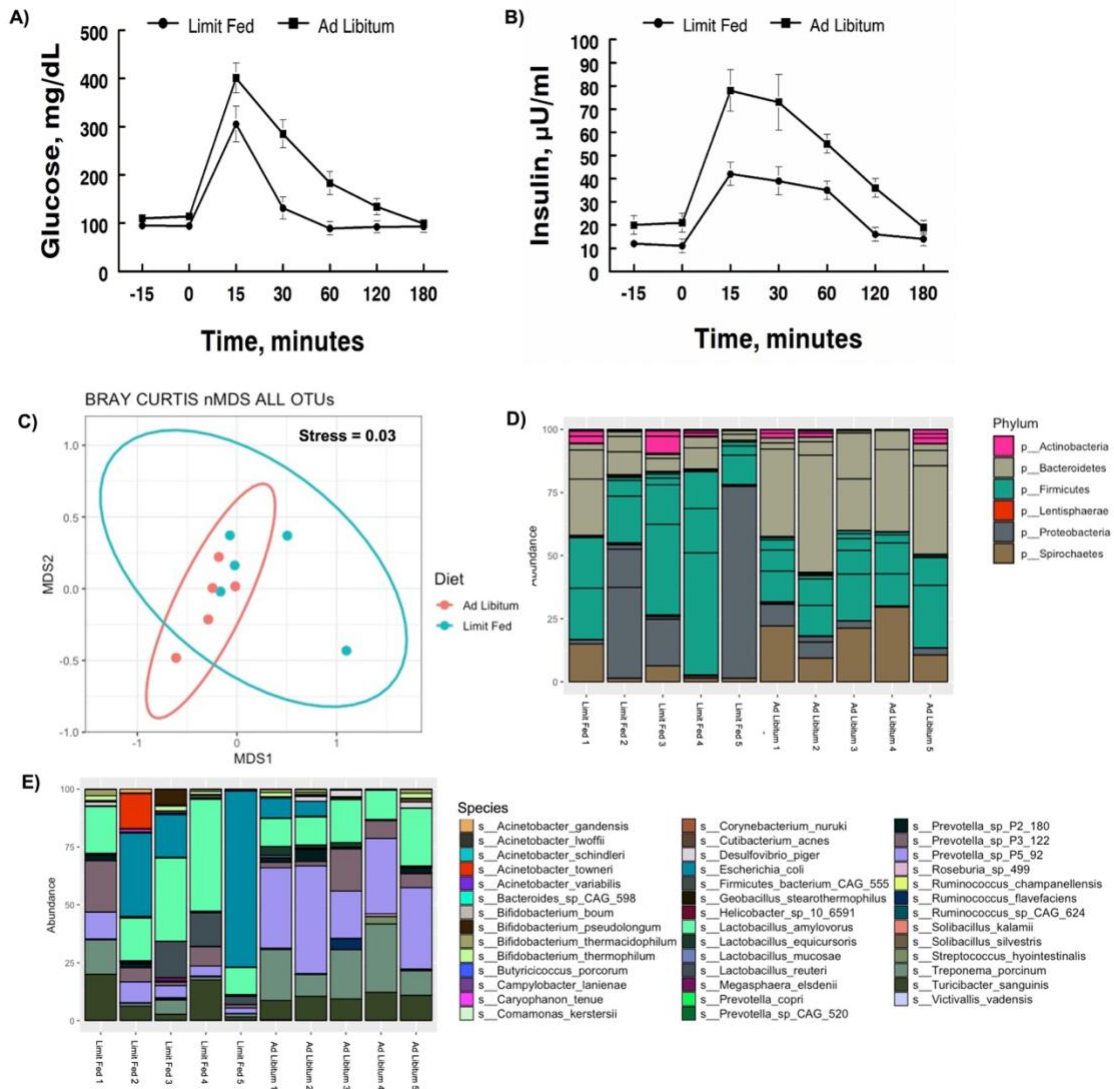 A)
Limit Fed Ad Libitum
Glucose, mg/dL
500
400
300
200
100
0
-15 0 15 30 60 120 180
Time, minutes
B)
Limit Fed Ad Libitum
Insulin, µU/ml
100
90
80
70
60
50
40
30
20
10
0
-15 0 15 30 60 120 180
Time, minutes
C)
BRAY CURTIS nMDS ALL OTUs
Stress = 0.03
MDS2
1.0
0.5
0.0
-0.5
-1.0
-1 0 1
MDS1
Diet
Ad Libitum
Limit Fed
D)
Abundance
100
75
50
25
0
Limit Fed 1
Limit Fed 2
Limit Fed 3
Limit Fed 4
Limit Fed 5
Ad Libitum 1
Ad Libitum 2
Ad Libitum 3
Ad Libitum 4
Ad Libitum 5
Phylum
p__Actinobacteria
p__Bacteroidetes
p__Firmicutes
p__Lentisphaerae
p__Proteobacteria
p__Spirochaetes
E)
Abundance
100
75
50
25
0
Limit Fed 1
Limit Fed 2
Limit Fed 3
Limit Fed 4
Limit Fed 5
Ad Libitum 1
Ad Libitum 2
Ad Libitum 3
Ad Libitum 4
Ad Libitum 5
Species
s__Acinetobacter_gandensis
s__Acinetobacter_lwoffii
s__Acinetobacter_schindleri
s__Acinetobacter_towneri
s__Acinetobacter_variabilis
s__Bacteroides_sp_CAG_598
s__Bifidobacterium_boum
s__Bifidobacterium_pseudolongum
s__Bifidobacterium_thermacidophilum
s__Bifidobacterium_thermophilum
s__Butyricicoccus_porcorum
s__Campylobacter_lanienae
s__Caryophanon_tenue
s__Comamonas_kerstersii
s__Corynebacterium_nuruki
s__Cutibacterium_acnes
s__Desulfovibrio_piger
s__Escherichia_coli
s__Firmicutes_bacterium_CAG_555
s__Geobacillus_stearothermophilus
s__Helicobacter_sp_10_6591
s__Lactobacillus_amylovorus
s__Lactobacillus_equicursoris
s__Lactobacillus_mucosae
s__Lactobacillus_reuteri
s__Megasphaera_elsdenii
s__Prevotella_copri
s__Prevotella_sp_CAG_520
s__Prevotella_sp_P2_180
s__Prevotella_sp_P3_122
s__Prevotella_sp_P5_92
s__Roseburia_sp_499
s__Ruminococcus_champanellensis
s__Ruminococcus_flavefaciens
s__Ruminococcus_sp_CAG_624
s__Solibacillus_kalamii
s__Solibacillus_silvestris
s__Streptococcus_hyointestinalis
s__Treponema_porcinum
s__Turicibacter_sanguinis
s__Victivallis_vadensis